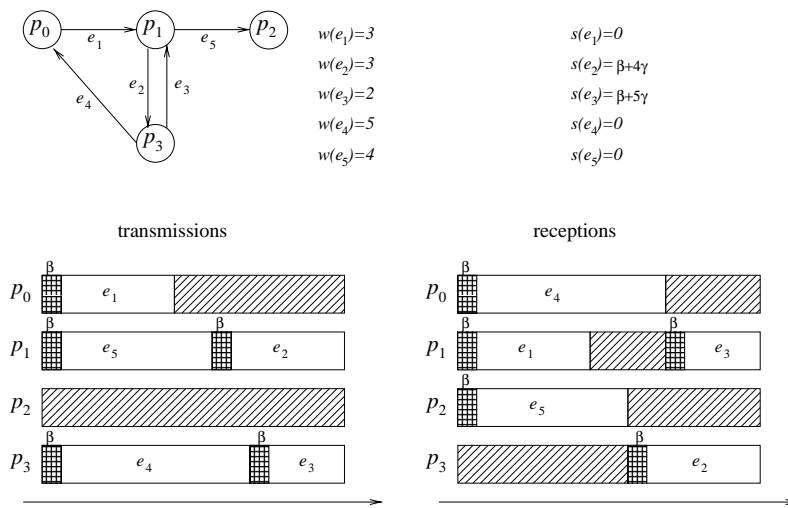 p0 e1 p1 e5 p2
e4 e2 e3
p3
w(e1)=3
w(e2)=3
w(e3)=2
w(e4)=5
w(e5)=4
s(e1)=0
s(e2)= β+4γ
s(e3)= β+5γ
s(e4)=0
s(e5)=0
transmissions
β
p0 e1
β β
p1 e5 e2
p2
β β
p3 e4 e3
receptions
β
p0 e4
β β
p1 e1 e3
β
p2 e5
β
p3 e2